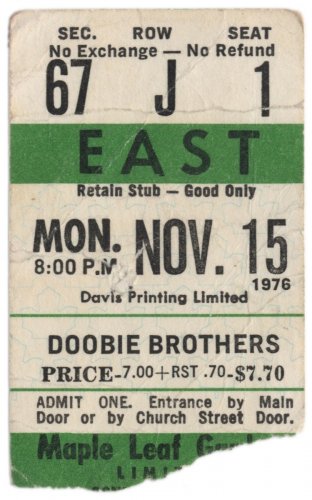 SEC. ROW SEAT
No Exchange — No Refund
67 J 1
EAST
Retain Stub — Good Only
MON. NOV. 15
8:00 P.M. 1976
Davis Printing Limited
DOOBIE BROTHERS
PRICE-7.00+RST .70-$7.70
ADMIT ONE. Entrance by Main
Door or by Church Street Door.
Maple Leaf